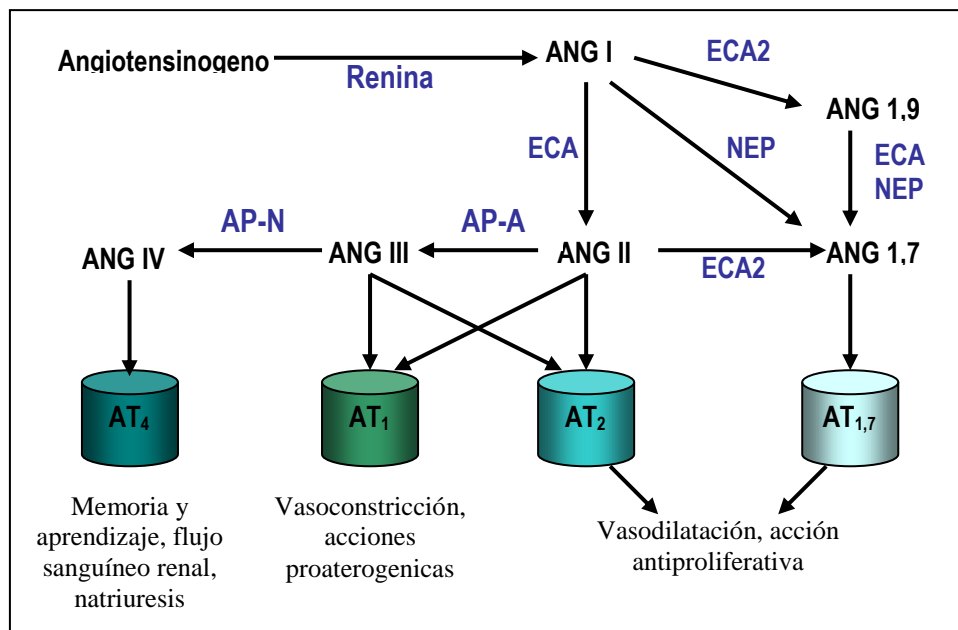 ANG I
ECA2
Angiotensinogeno
Renina
ANG 1,9
ECA
NEP
ECA
NEP
AP-N
AP-A
ANG IV
ANG III
ANG II
ECA2
ANG 1,7
AT4
AT1
AT2
AT1,7
Memoria y
aprendizaje, flujo
sanguíneo renal,
natriuresis
Vasoconstricción,
acciones
proaterogenicas
Vasodilatación, acción
antiproliferativa